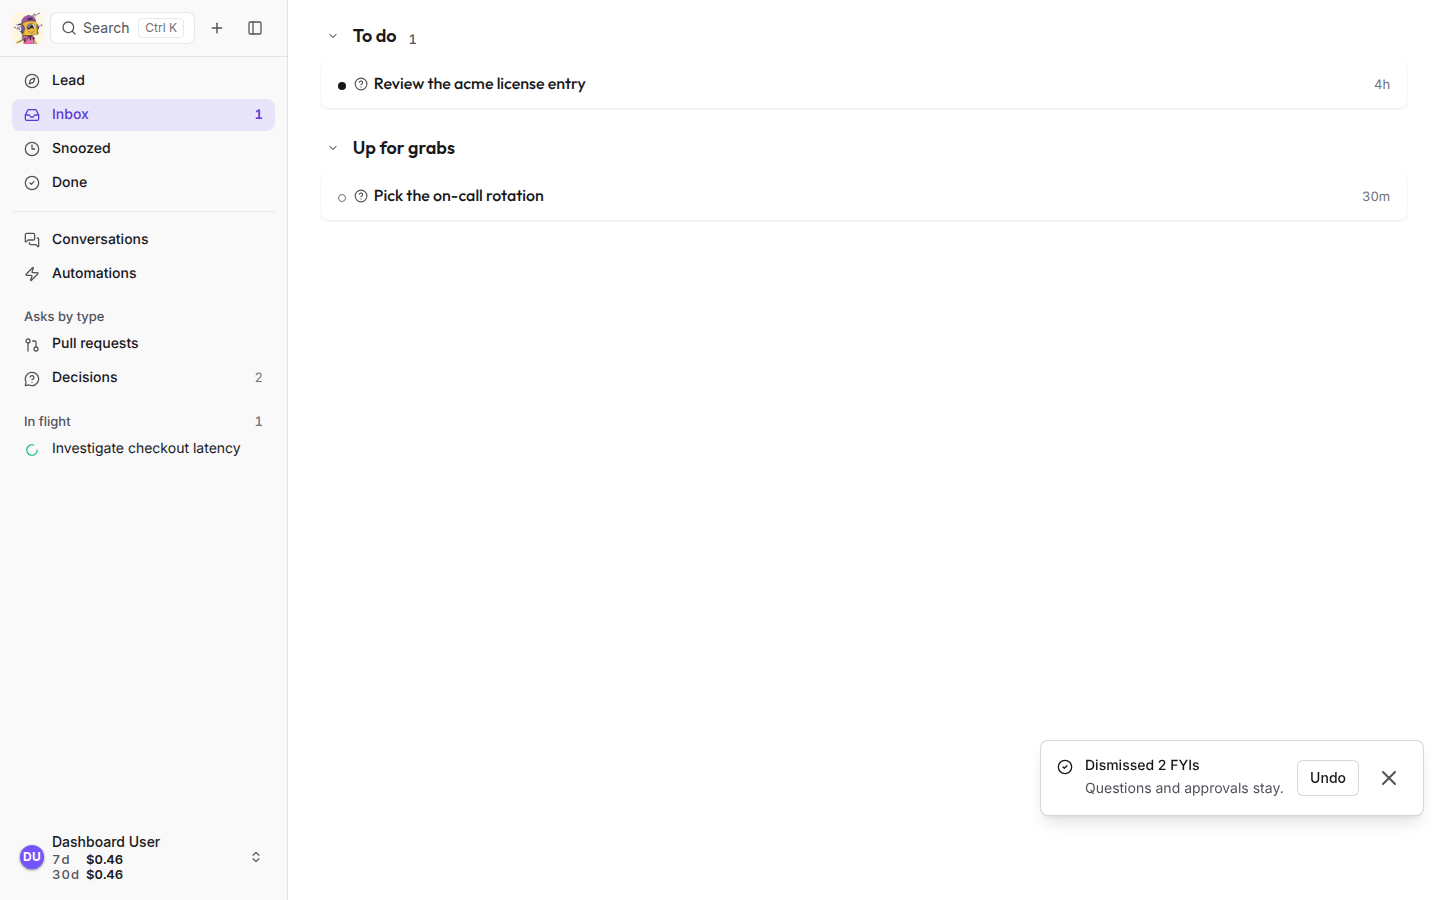 Search Ctrl K
Lead
Inbox 1
Snoozed
Done
Conversations
Automations
Asks by type
Pull requests
Decisions 2
In flight 1
Investigate checkout latency
DU
Dashboard User
7d $0.46
30d $0.46
To do 1
Review the acme license entry 4h
Up for grabs
Pick the on-call rotation 30m
Dismissed 2 FYIs
Questions and approvals stay.
Undo